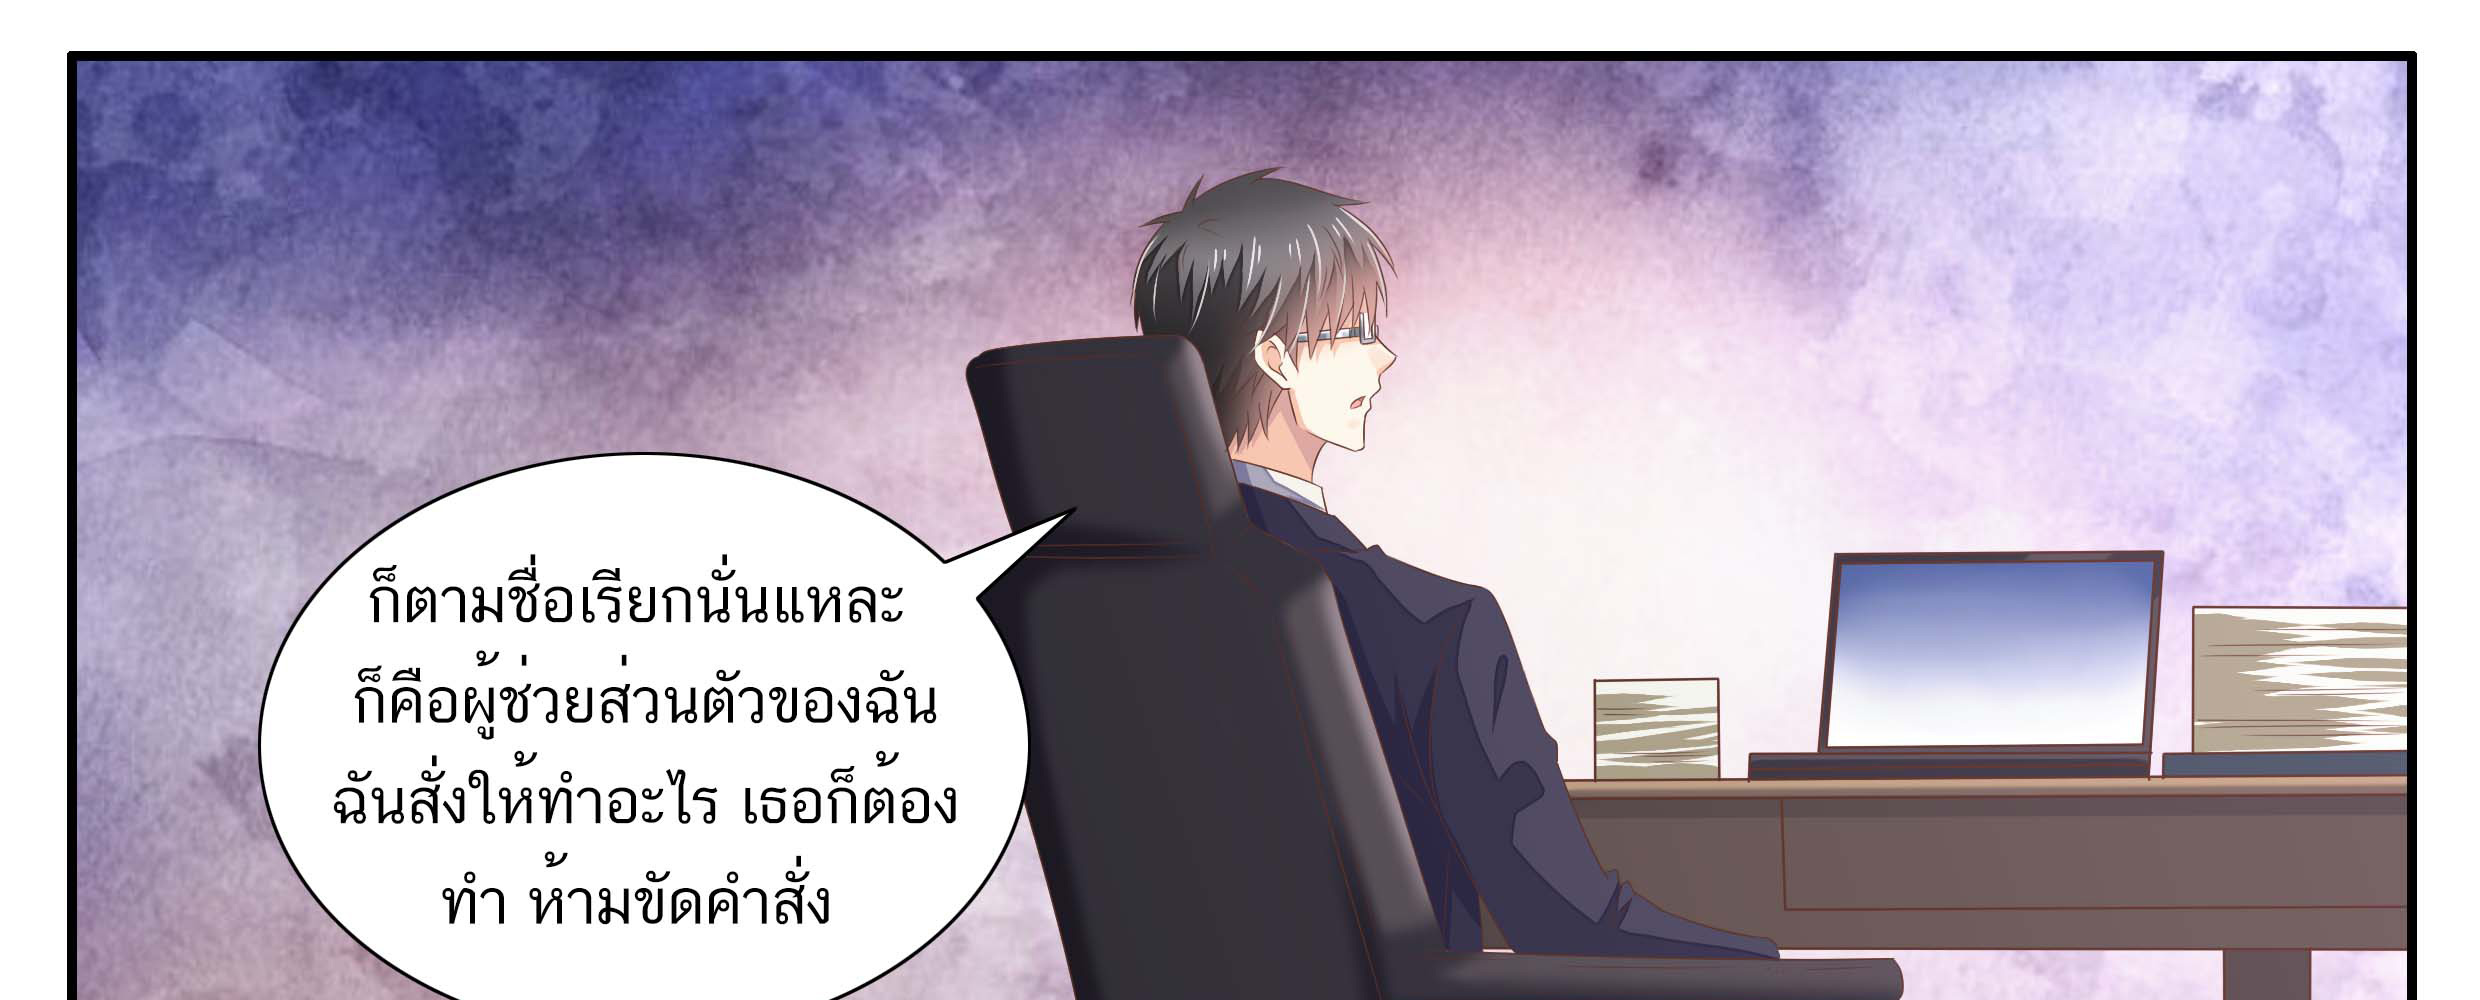 ก็ตามชื่อเรียกนั่นแหละ
ก็คือผู้ช่วยส่วนตัวของฉัน
ฉันสั่งให้ทำอะไร เธอก็ต้อง
ทำ ห้ามขัดคำสั่ง